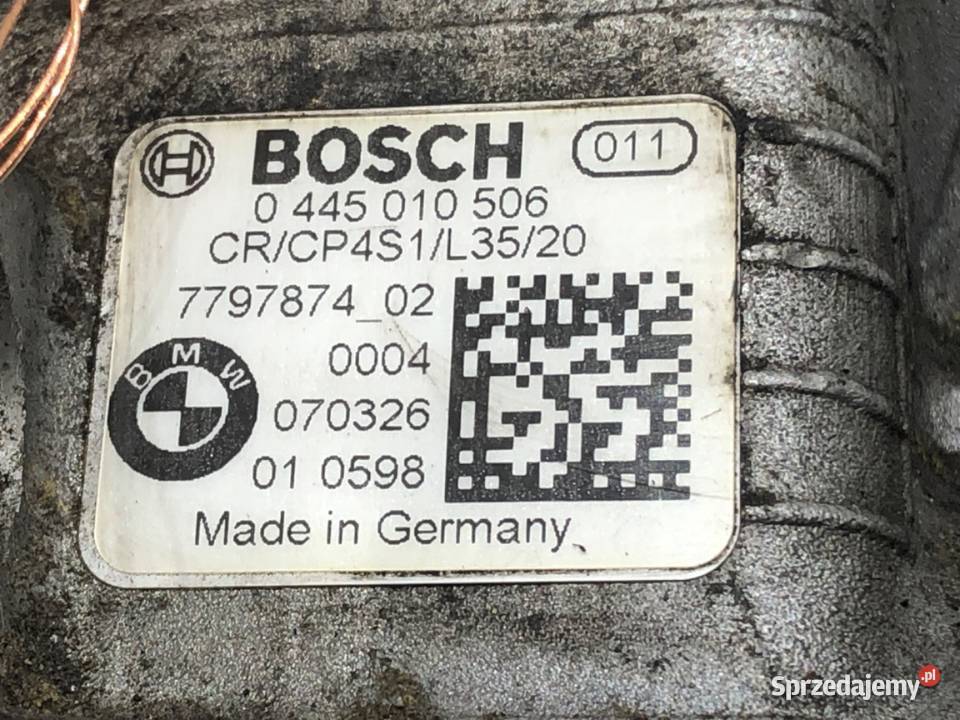 BOSCH 011
0 445 010 506
CR/CP4S1/L35/20
7797874_02
BMW
0004
070326
01 0598
Made in Germany
Sprzedajemy.pl